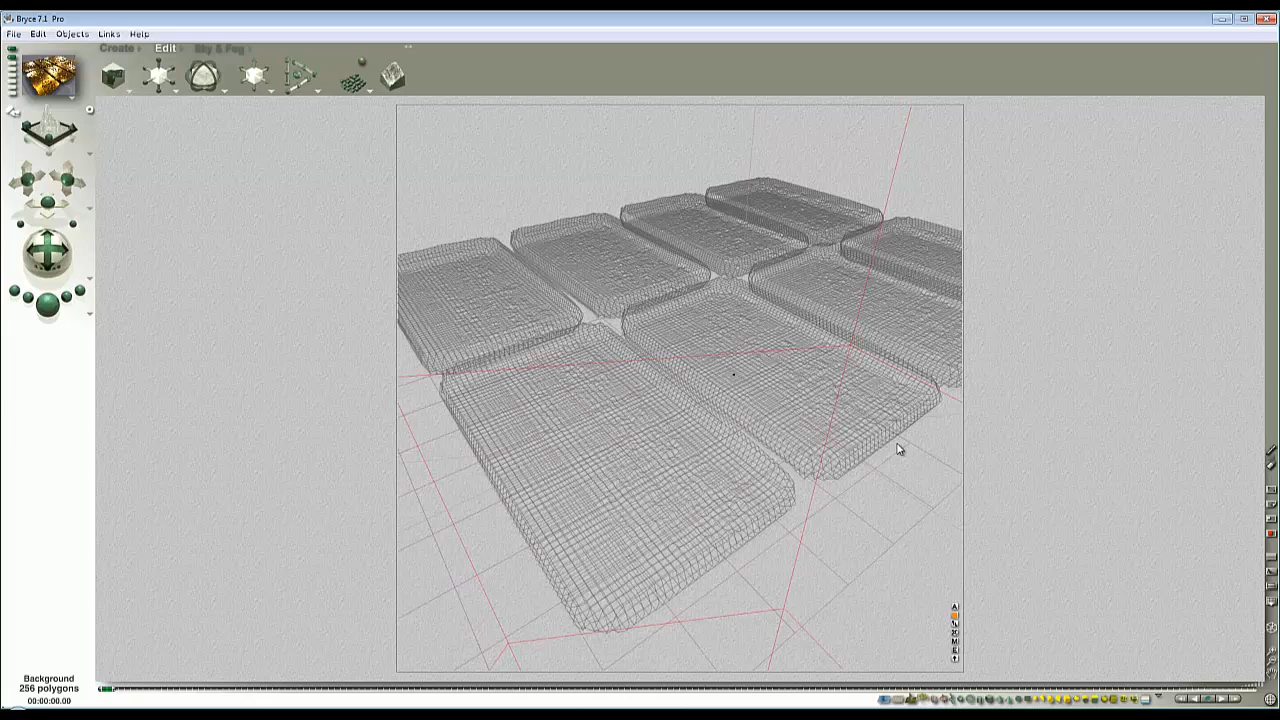 Bryce 7.1 Pro
File Edit Objects Links Help
Create Edit Sky & Fog
A
M
Background
256 polygons
00:00:00.00